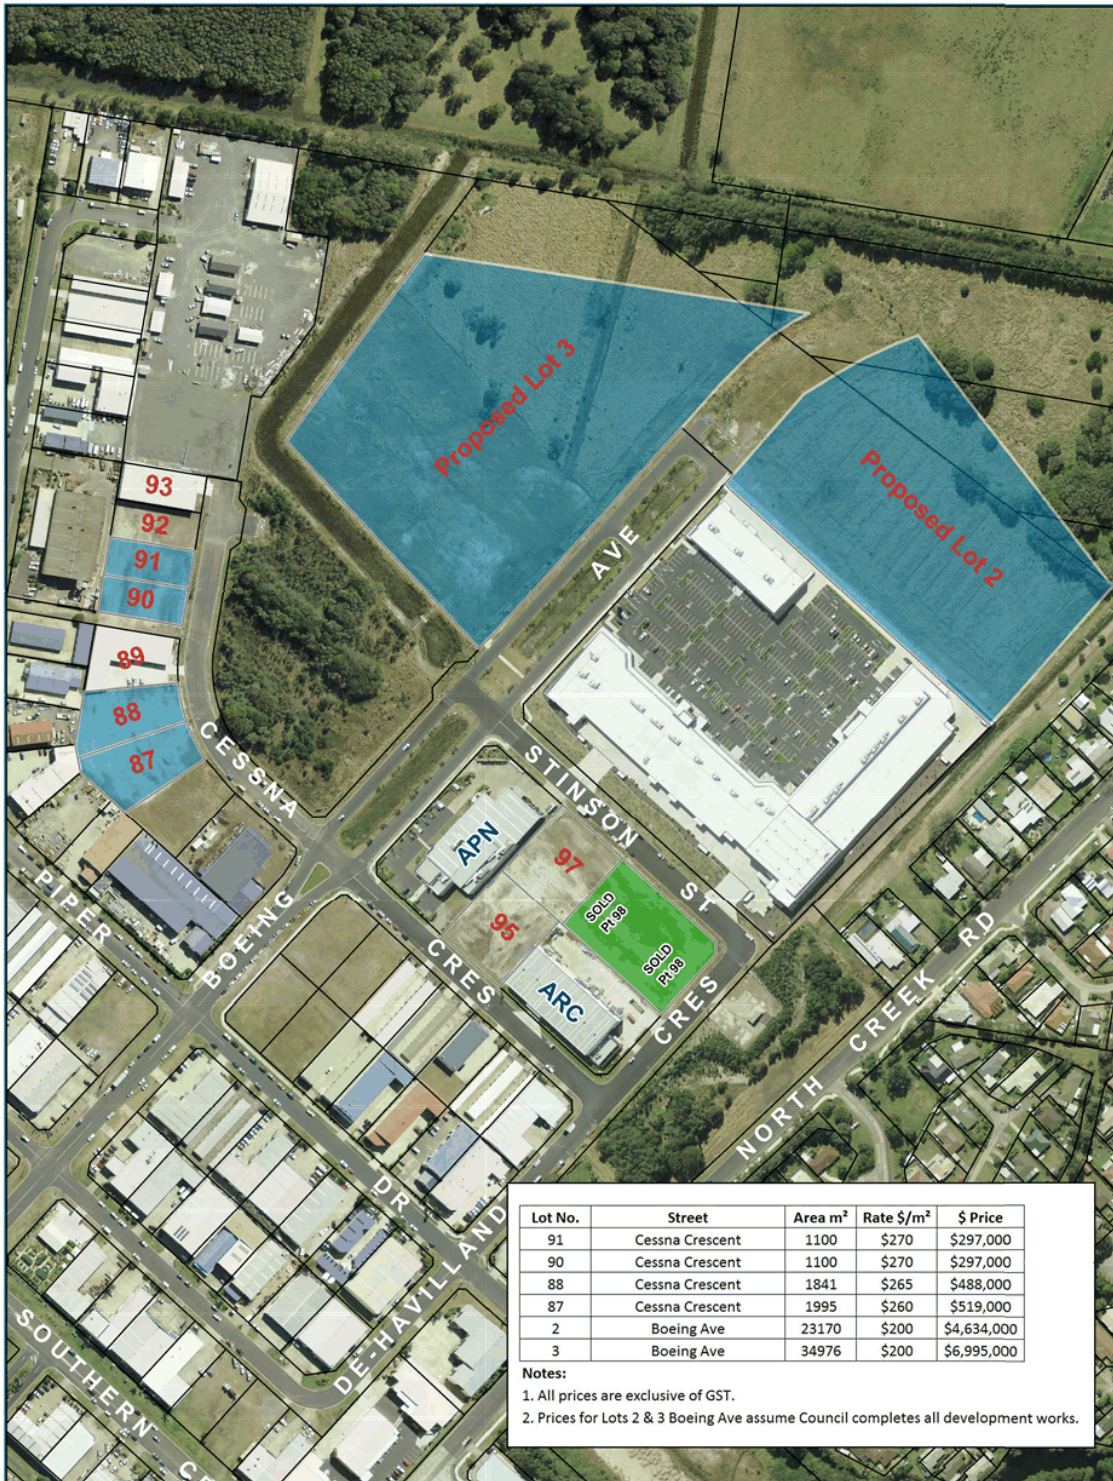 Proposed Lot 3
Proposed Lot 2
93
92
91
90
89
88
87
AVE
CESSNA
STINSON ST
APN
97
SOLD
Pt 98
SOLD
Pt 98
95
ARC
CRES
CRES
PIPER
BOEING
NORTH CREEK RD
DR
DE-HAVILLAND
SOUTHERN
Lot No. Street Area m² Rate $/m² $ Price
91 Cessna Crescent 1100 $270 $297,000
90 Cessna Crescent 1100 $270 $297,000
88 Cessna Crescent 1841 $265 $488,000
87 Cessna Crescent 1995 $260 $519,000
2 Boeing Ave 23170 $200 $4,634,000
3 Boeing Ave 34976 $200 $6,995,000
Notes:
1. All prices are exclusive of GST.
2. Prices for Lots 2 & 3 Boeing Ave assume Council completes all development works.